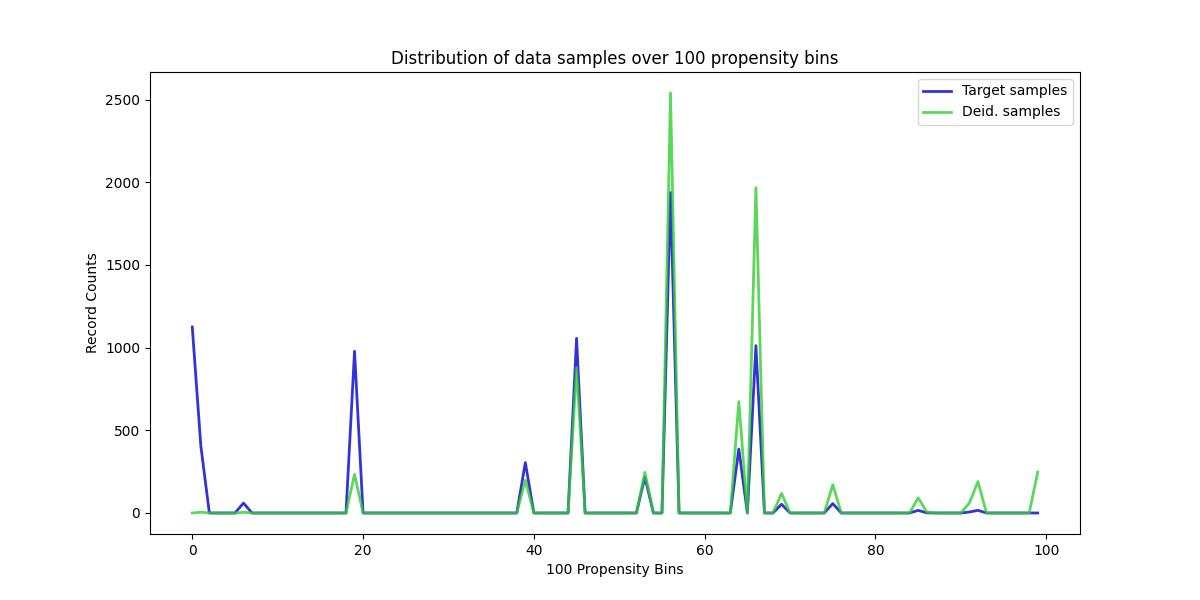 Distribution of data samples over 100 propensity bins
Target samples
Deid. samples
2500
2000
1500
1000
500
0
Record Counts
0 20 40 60 80 100
100 Propensity Bins